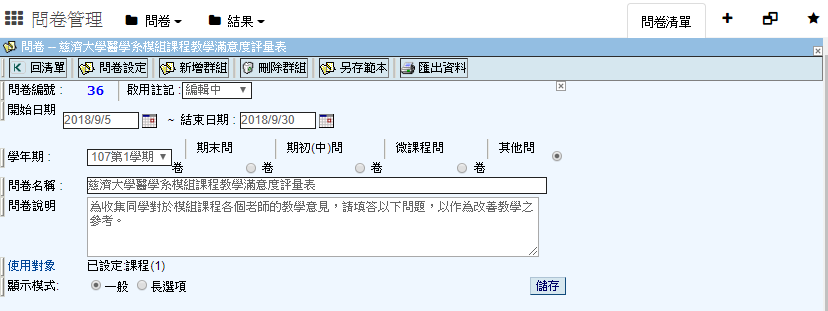 問卷管理 問卷 結果 問卷清單
問卷 -- 慈濟大學醫學系模組課程教學滿意度評量表
回清單 問卷設定 新增群組 刪除群組 另存範本 匯出資料
問卷編號： 36 啟用註記: 編輯中
開始日期 2018/9/5 ~ 結束日期: 2018/9/30
學年期： 107第1學期 期末問卷 期初(中)問卷 微課程問卷 其他問卷
問卷名稱： 慈濟大學醫學系模組課程教學滿意度評量表
問卷說明 為收集同學對於模組課程各個老師的教學意見，請填答以下問題，以作為改善教學之
參考。
使用對象 已設定:課程(1)
顯示模式: 一般 長選項 儲存